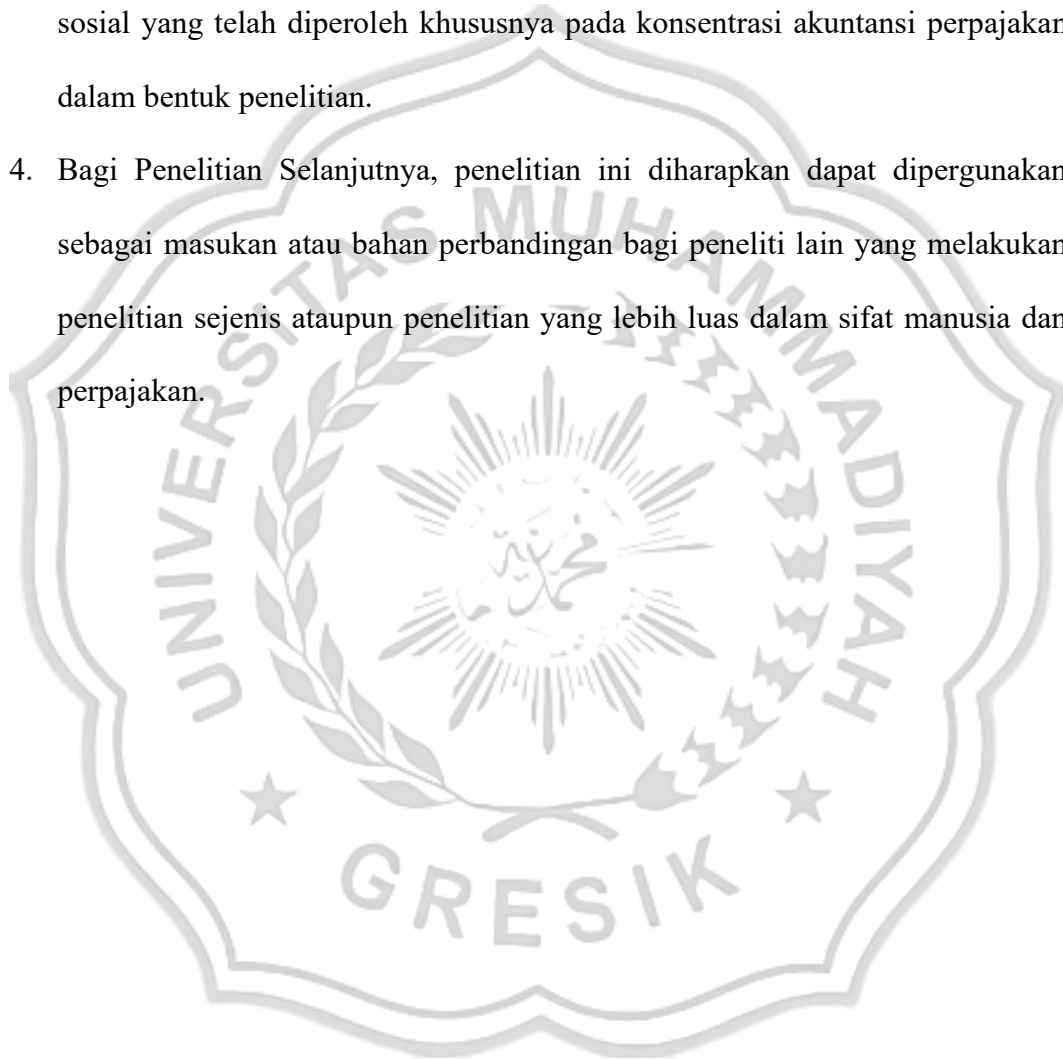 sosial yang telah diperoleh khususnya pada konsentrasi akuntansi perpajakan
dalam bentuk penelitian.
4. Bagi Penelitian Selanjutnya, penelitian ini diharapkan dapat dipergunakan
sebagai masukan atau bahan perbandingan bagi peneliti lain yang melakukan
penelitian sejenis ataupun penelitian yang lebih luas dalam sifat manusia dan
perpajakan.
UNIVERSITAS MUHAMMADIYAH
GRESIK